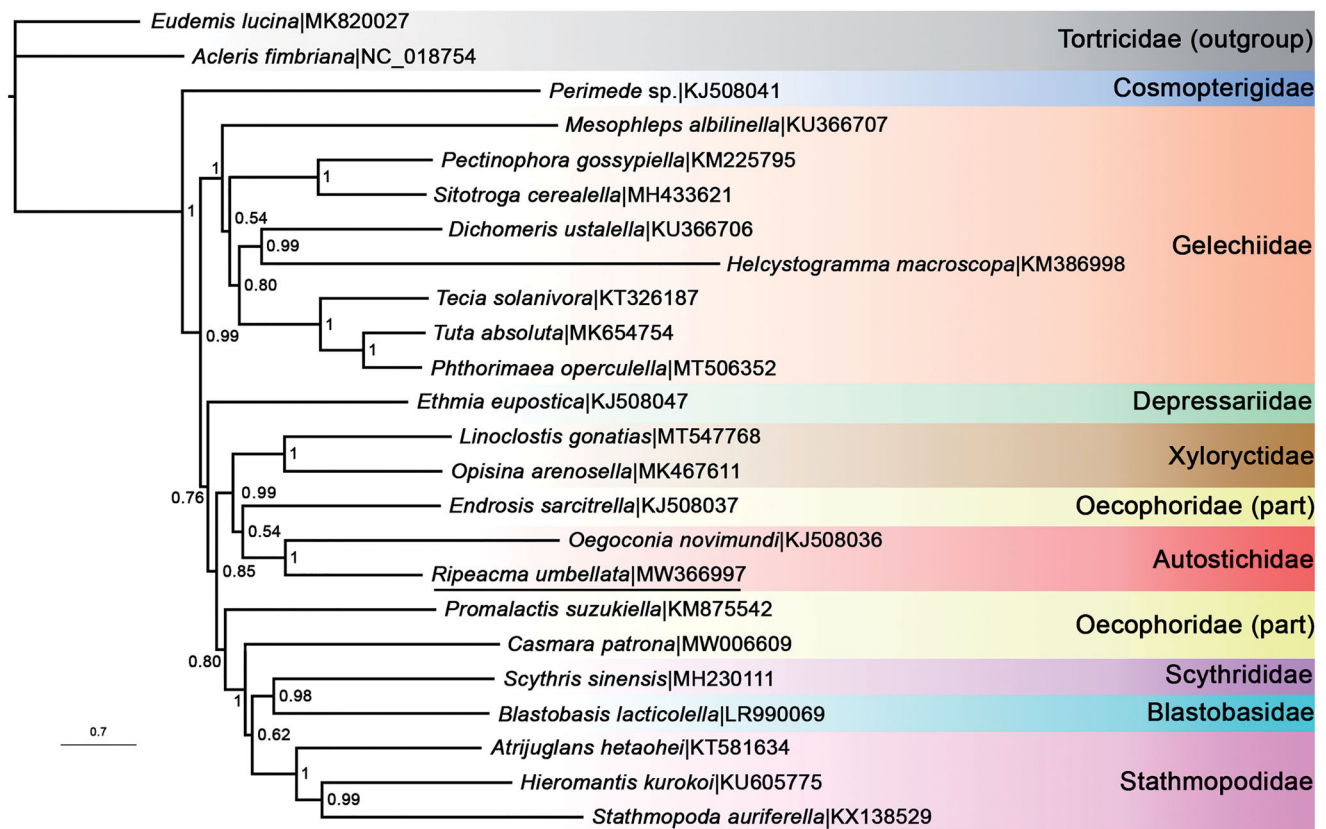 Eudemis lucina|MK820027
Acleris fimbriana|NC_018754
Tortricidae (outgroup)
Perimede sp.|KJ508041
Cosmopterigidae
Mesophleps albilinella|KU366707
1
Pectinophora gossypiella|KM225795
1
Sitotroga cerealella|MH433621
1
0.54
Dichomeris ustalella|KU366706
0.99
Gelechiidae
Helcystogramma macroscopa|KM386998
0.80
Tecia solanivora|KT326187
1
Tuta absoluta|MK654754
0.99
1
Phthorimaea operculella|MT506352
Ethmia eupostica|KJ508047
Depressariidae
Linoclostis gonatias|MT547768
1
Xyloryctidae
Opisina arenosella|MK467611
0.76
0.99
Endrosis sarcitrella|KJ508037
Oecophoridae (part)
0.54
Oegoconia novimundi|KJ508036
1
Autostichidae
0.85
Ripeacma umbellata|MW366997
Promalactis suzukiella|KM875542
Oecophoridae (part)
Casmara patrona|MW006609
0.80
Scythris sinensis|MH230111
Scythrididae
0.98
1
Blastobasis lacticolella|LR990069
Blastobasidae
0.62
0.7
Atrijuglans hetaohei|KT581634
1
Hieromantis kurokoi|KU605775
Stathmopodidae
0.99
Stathmopoda auriferella|KX138529